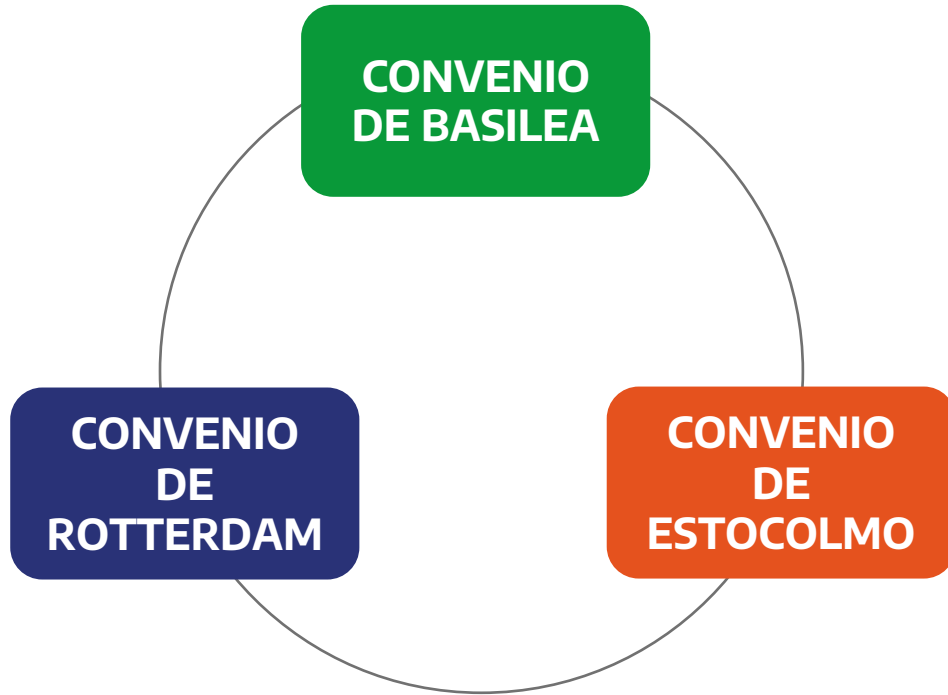 CONVENIO
DE BASILEA
CONVENIO
DE
ROTTERDAM
CONVENIO
DE
ESTOCOLMO